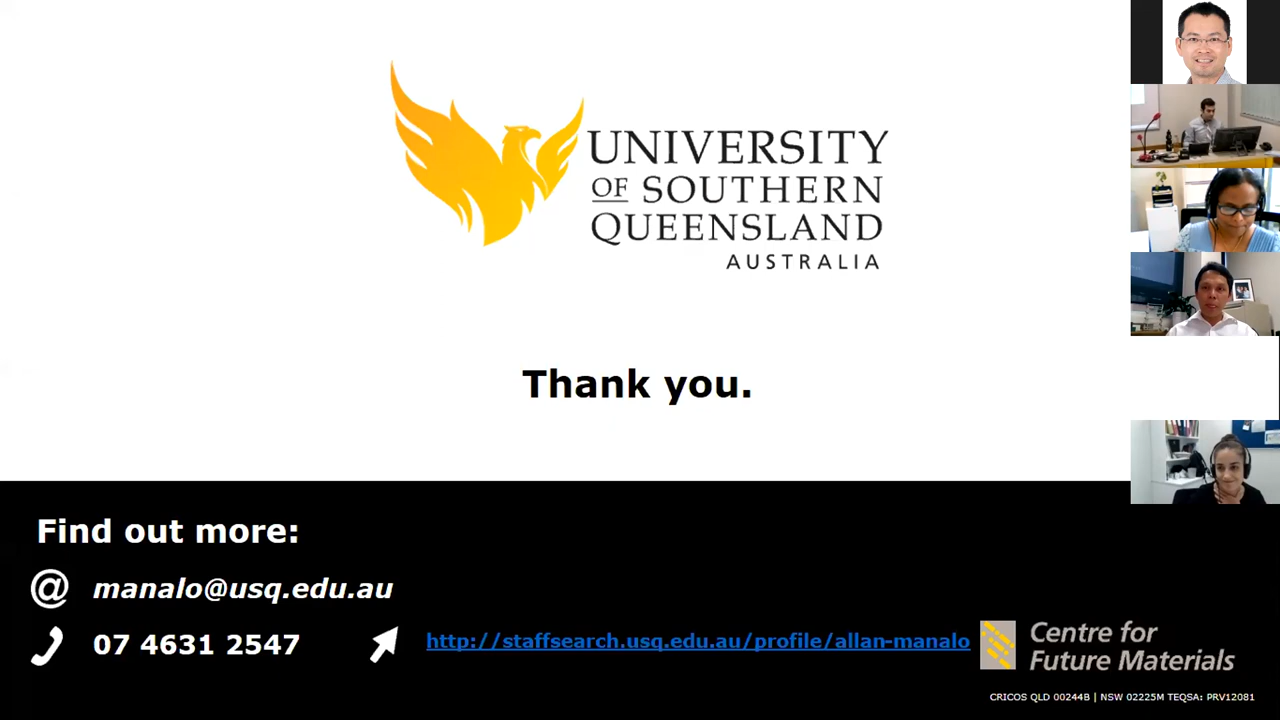 UNIVERSITY
OF SOUTHERN
QUEENSLAND
AUSTRALIA
Thank you.
Find out more:
@ manalo@usq.edu.au
07 4631 2547
http://staffsearch.usq.edu.au/profile/allan-manalo
Centre for
Future Materials
CRICOS QLD 00244B | NSW 02225M TEQSA: PRV12081